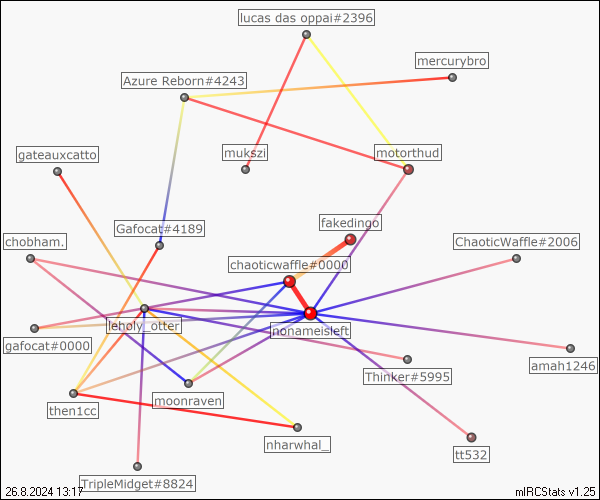 lucas das oppai#2396
mercurybro
Azure Reborn#4243
mukszi
motorthud
gateauxcatto
Gafocat#4189
fakedingo
chobham.
ChaoticWaffle#2006
chaoticwaffle#0000
leholy_otter
nonameisleft
gafocat#0000
Thinker#5995
amah1246
moonraven
then1cc
nharwhal_
tt532
TripleMidget#8824
26.8.2024 13:17
mIRCStats v1.25